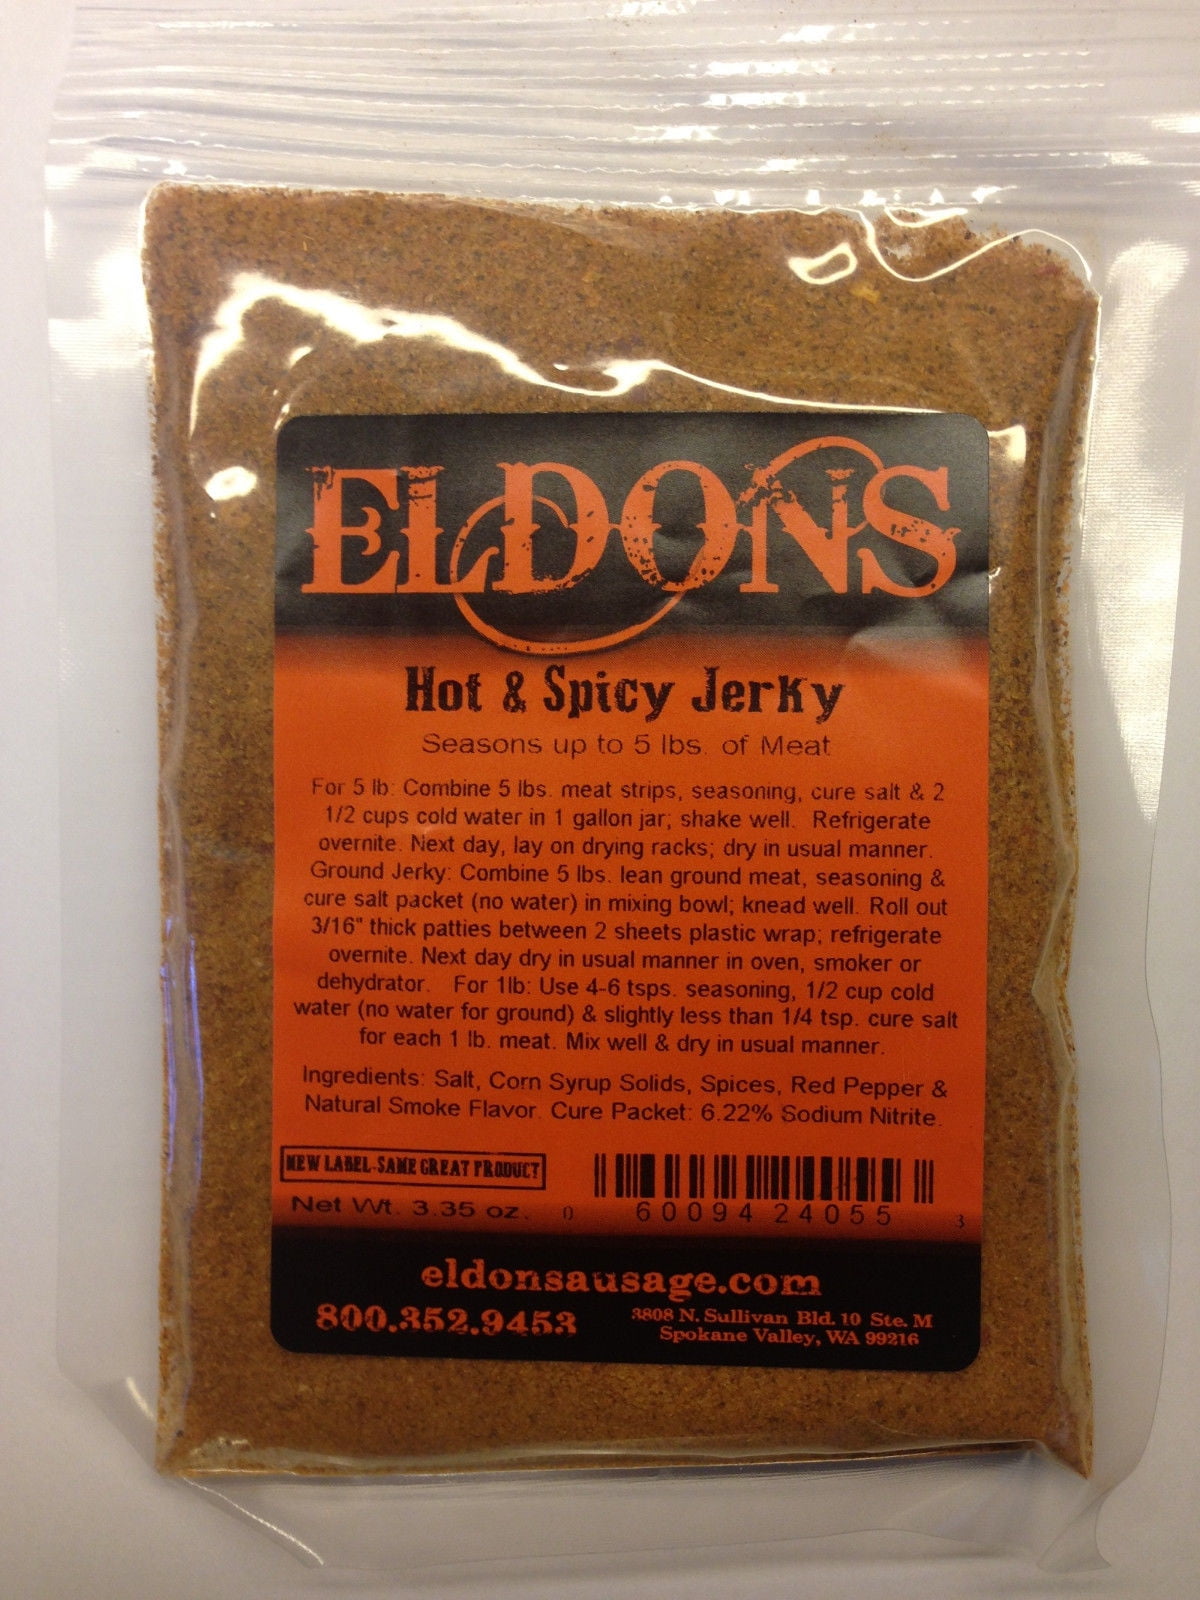 ELDONS
Hot & Spicy Jerky
Seasons up to 5 lbs. of Meat
For 5 lb: Combine 5 lbs. meat strips, seasoning, cure salt & 2
1/2 cups cold water in 1 gallon jar; shake well. Refrigerate
overnite. Next day, lay on drying racks; dry in usual manner.
Ground Jerky: Combine 5 lbs. lean ground meat, seasoning &
cure salt packet (no water) in mixing bowl; knead well. Roll out
3/16" thick patties between 2 sheets plastic wrap; refrigerate
overnite. Next day dry in usual manner in oven, smoker or
dehydrator. For 1lb: Use 4-6 tsps. seasoning, 1/2 cup cold
water (no water for ground) & slightly less than 1/4 tsp. cure salt
for each 1 lb. meat. Mix well & dry in usual manner.
Ingredients: Salt, Corn Syrup Solids, Spices, Red Pepper &
Natural Smoke Flavor. Cure Packet: 6.22% Sodium Nitrite.
NEW LABEL-SAME GREAT PRODUCT
Net Wt. 3.35 oz.
0 60094 24055 3
eldonsausage.com
800.352.9453
3808 N. Sullivan Bld. 10 Ste. M
Spokane Valley, WA 99216